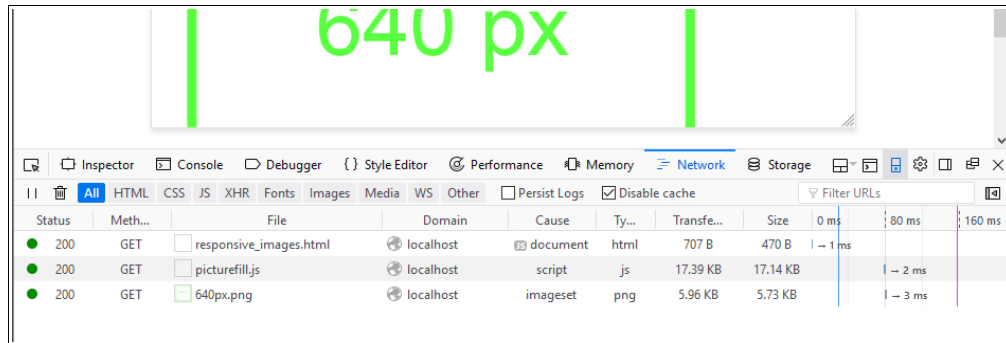 640 px
Inspector Console Debugger {} Style Editor Performance Memory Network Storage
All HTML CSS JS XHR Fonts Images Media WS Other Persist Logs Disable cache Filter URLs
Status Meth... File Domain Cause Ty... Transfe... Size 0 ms 80 ms 160 ms
200 GET responsive_images.html localhost JS document html 707 B 470 B → 1 ms
200 GET picturefill.js localhost script js 17.39 KB 17.14 KB → 2 ms
200 GET 640px.png localhost imageset png 5.96 KB 5.73 KB → 3 ms